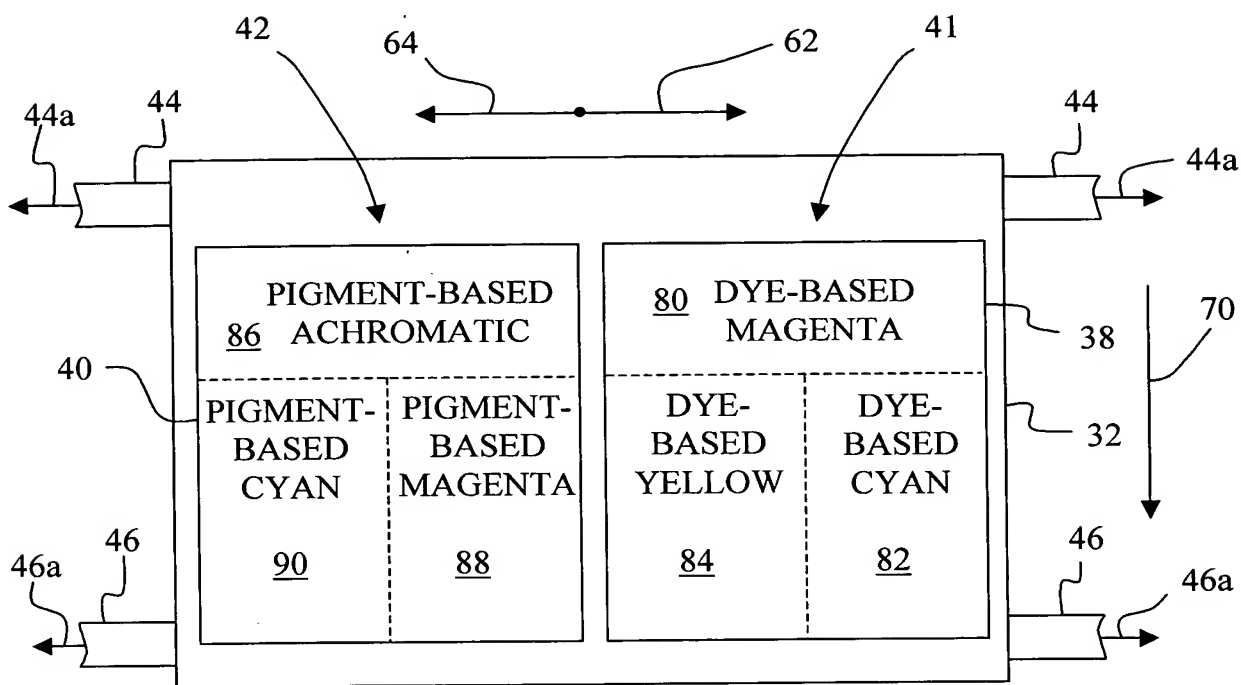 42
64
62
41
44a
44
44
44a
PIGMENT-BASED
ACHROMATIC
86
80
DYE-BASED
MAGENTA
38
70
40
32
PIGMENT-
BASED
CYAN
90
PIGMENT-
BASED
MAGENTA
88
DYE-
BASED
YELLOW
84
DYE-
BASED
CYAN
82
46a
46
46
46a